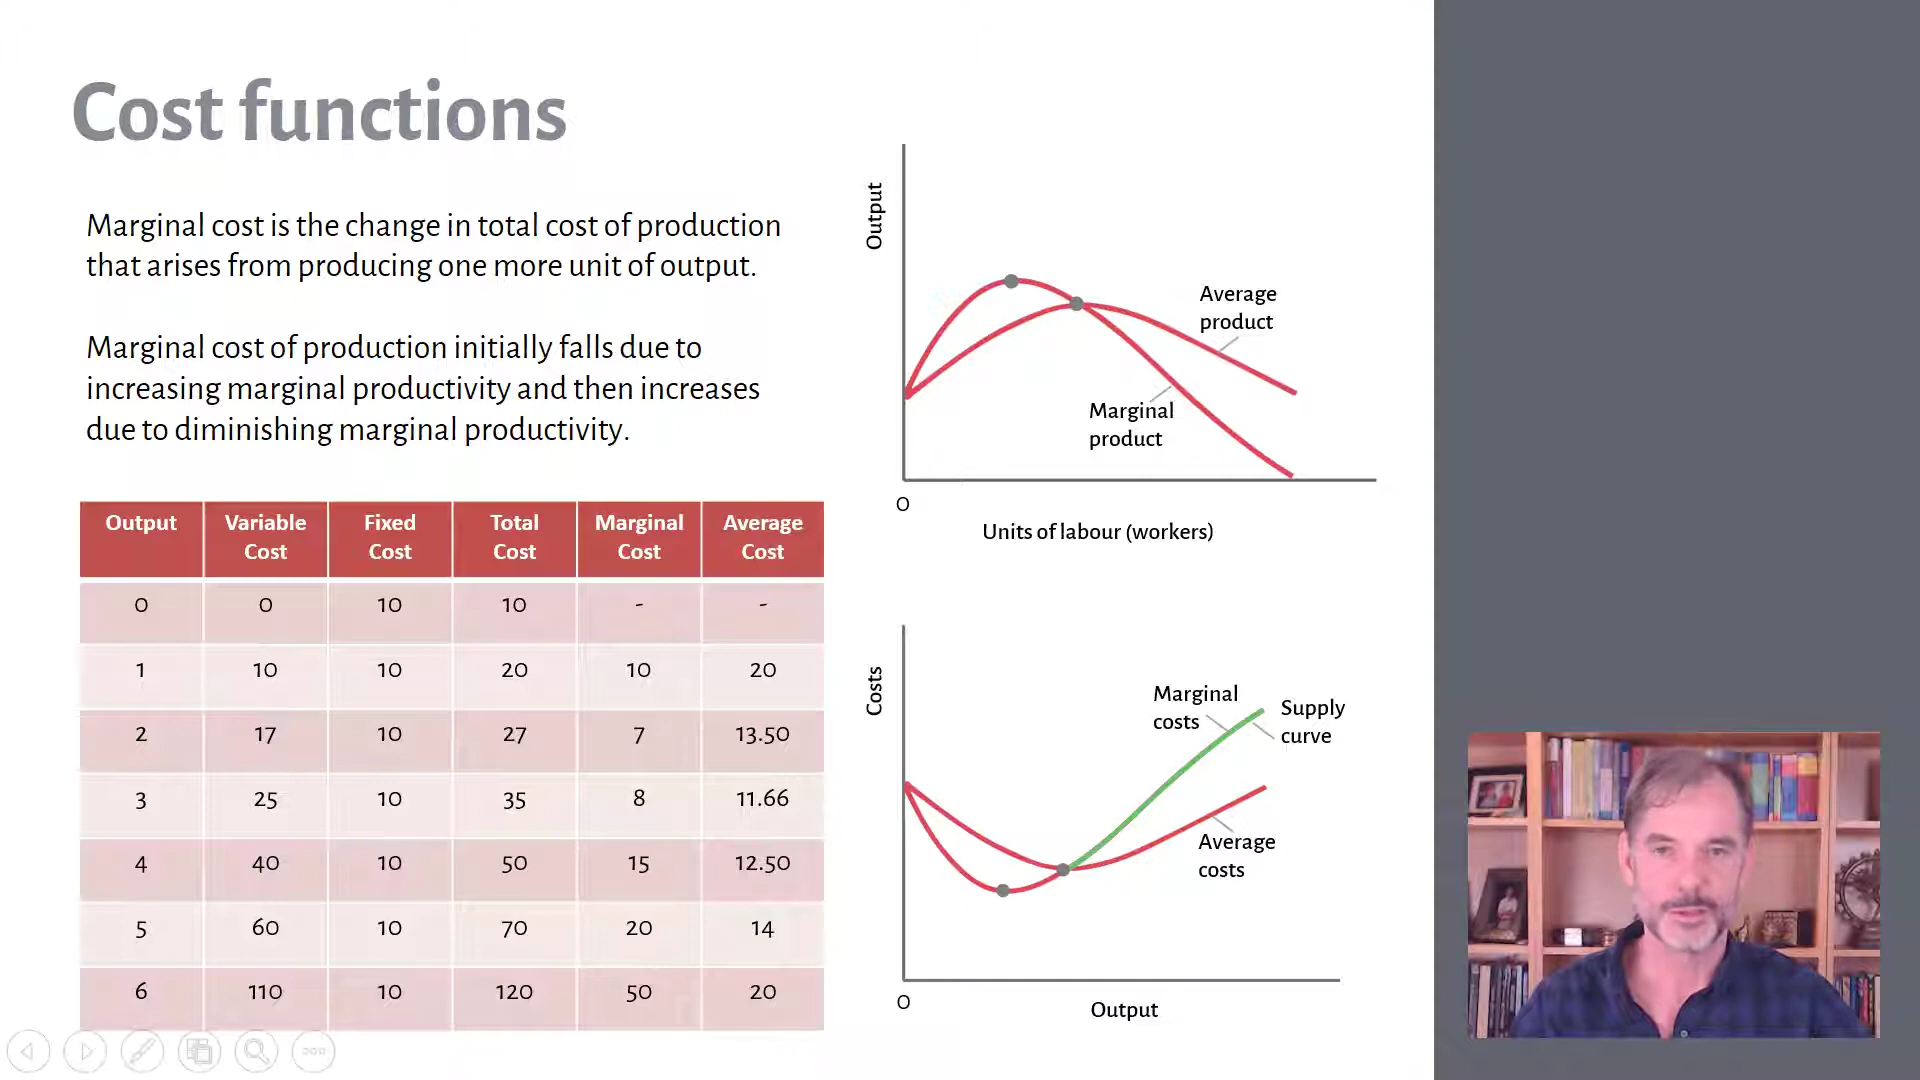 Cost functions
Marginal cost is the change in total cost of production
that arises from producing one more unit of output.
Marginal cost of production initially falls due to
increasing marginal productivity and then increases
due to diminishing marginal productivity.
Output Variable Cost Fixed Cost Total Cost Marginal Cost Average Cost
0 0 10 10 - -
1 10 10 20 10 20
2 17 10 27 7 13.50
3 25 10 35 8 11.66
4 40 10 50 15 12.50
5 60 10 70 20 14
6 110 10 120 50 20
Output
Average
product
Marginal
product
0
Units of labour (workers)
Costs
Marginal
costs
Supply
curve
Average
costs
0
Output